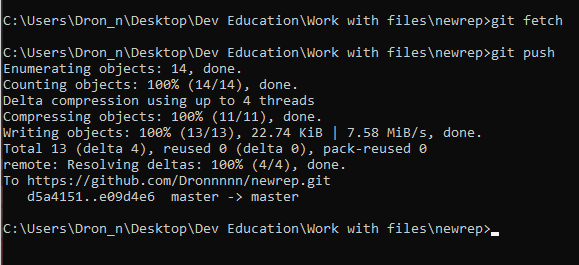 C:\Users\Dron_n\Desktop\Dev Education\Work with files\newrep>git fetch
C:\Users\Dron_n\Desktop\Dev Education\Work with files\newrep>git push
Enumerating objects: 14, done.
Counting objects: 100% (14/14), done.
Delta compression using up to 4 threads
Compressing objects: 100% (11/11), done.
Writing objects: 100% (13/13), 22.74 KiB | 7.58 MiB/s, done.
Total 13 (delta 4), reused 0 (delta 0), pack-reused 0
remote: Resolving deltas: 100% (4/4), done.
To https://github.com/Dronnnnn/newrep.git
   d5a4151..e09d4e6  master -> master
C:\Users\Dron_n\Desktop\Dev Education\Work with files\newrep>